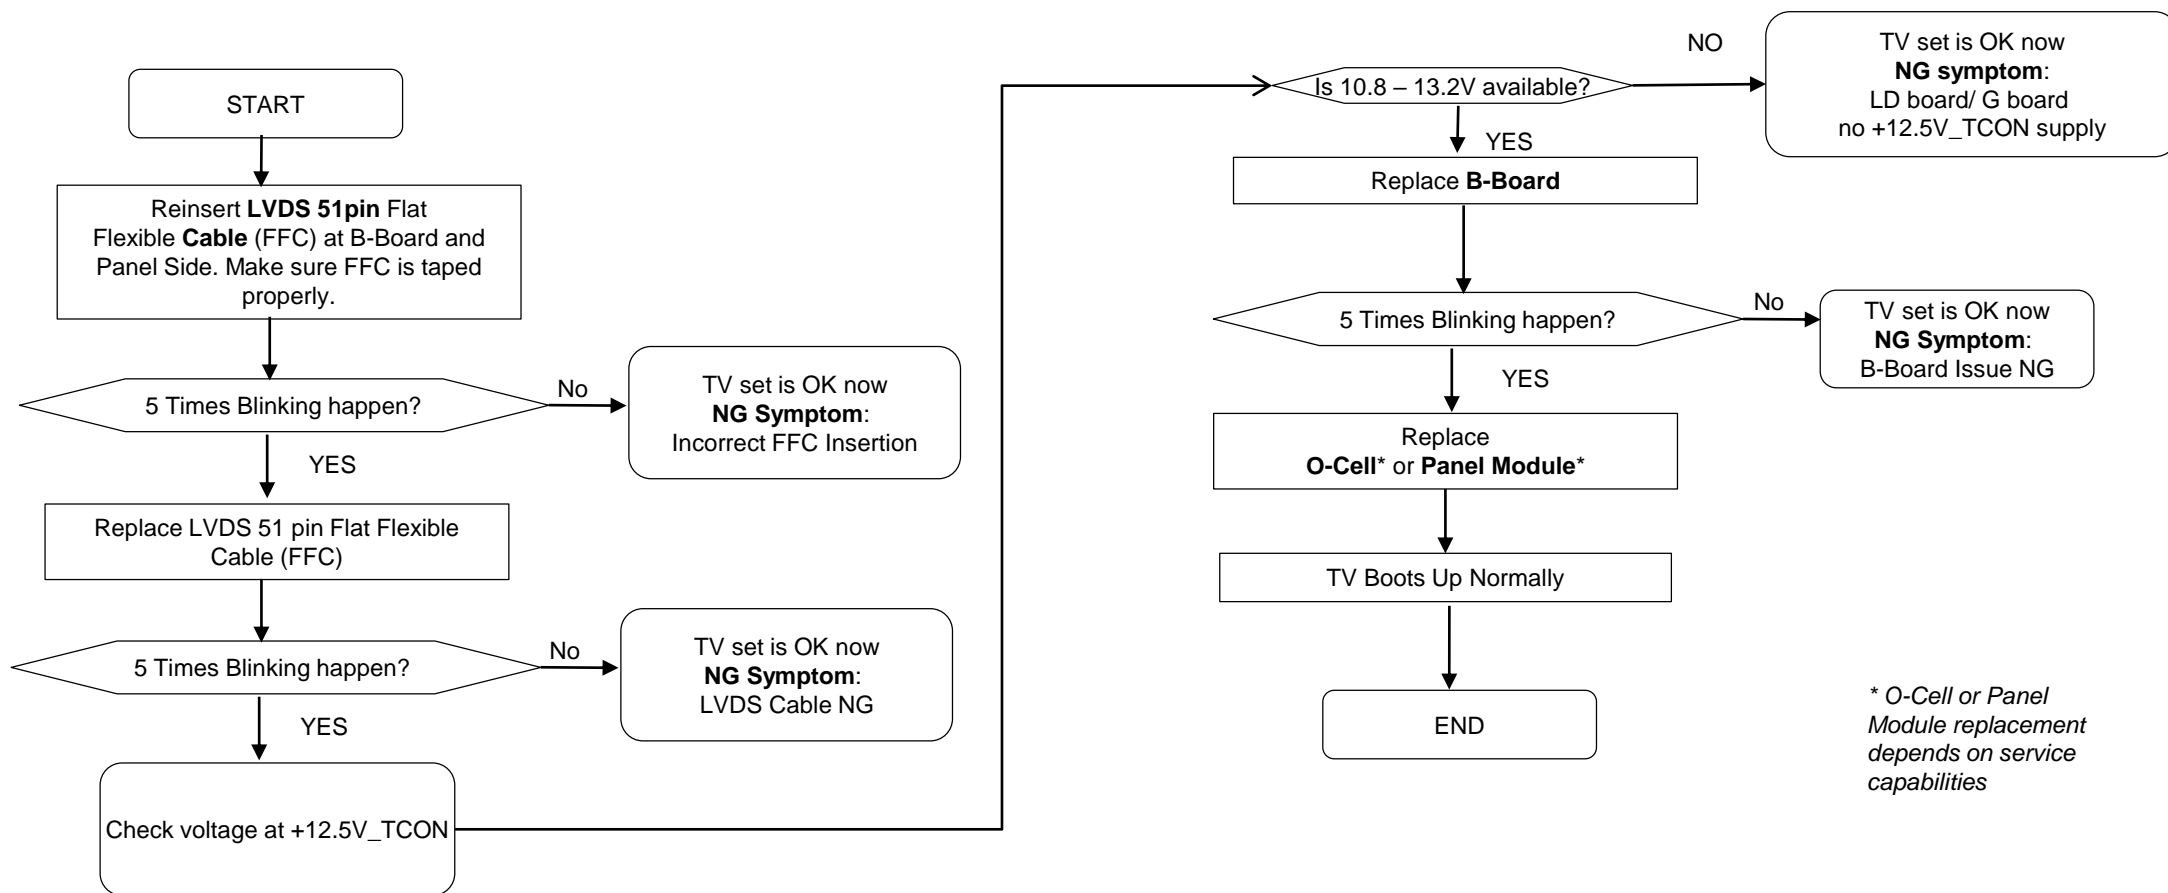 START
Reinsert LVDS 51pin Flat
Flexible Cable (FFC) at B-Board and
Panel Side. Make sure FFC is taped
properly.
5 Times Blinking happen?
No
TV set is OK now
NG Symptom:
Incorrect FFC Insertion
YES
Replace LVDS 51 pin Flat Flexible
Cable (FFC)
5 Times Blinking happen?
No
TV set is OK now
NG Symptom:
LVDS Cable NG
YES
Check voltage at +12.5V_TCON
Is 10.8 – 13.2V available?
NO
TV set is OK now
NG symptom:
LD board/ G board
no +12.5V_TCON supply
YES
Replace B-Board
5 Times Blinking happen?
No
TV set is OK now
NG Symptom:
B-Board Issue NG
YES
Replace
O-Cell* or Panel Module*
TV Boots Up Normally
END
* O-Cell or Panel
Module replacement
depends on service
capabilities